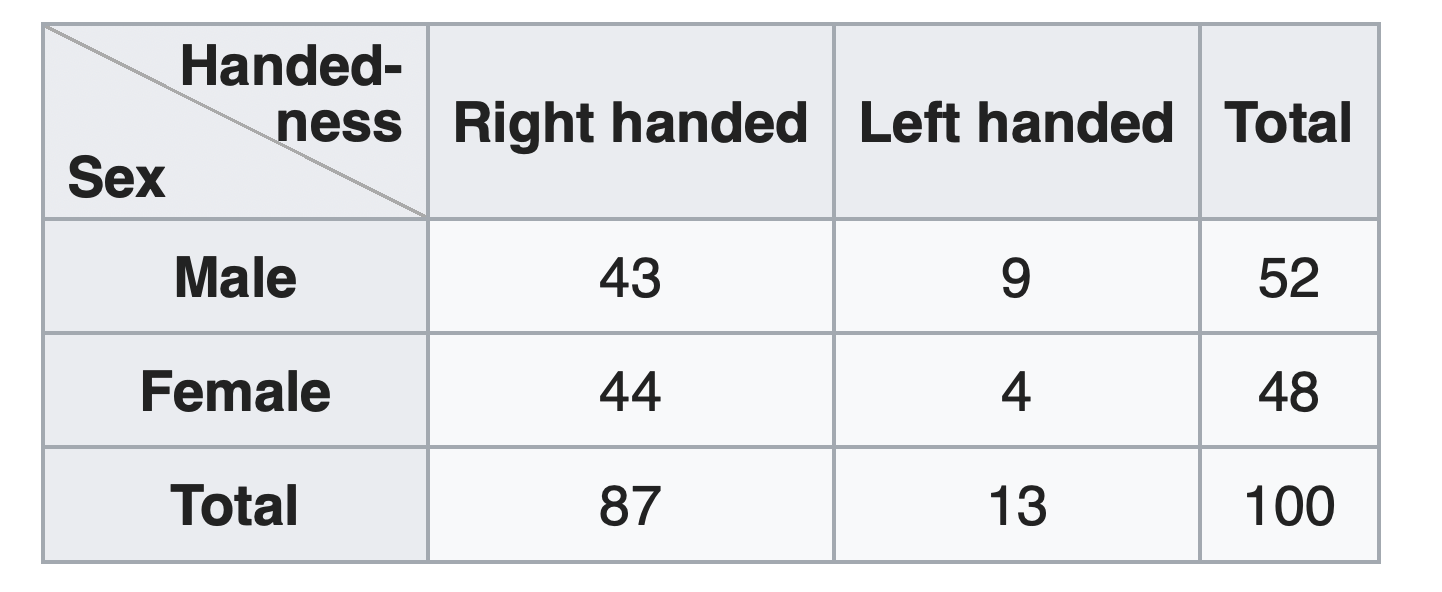 Handed-
ness
Sex
Right handed
Left handed
Total
Male 43 9 52
Female 44 4 48
Total 87 13 100